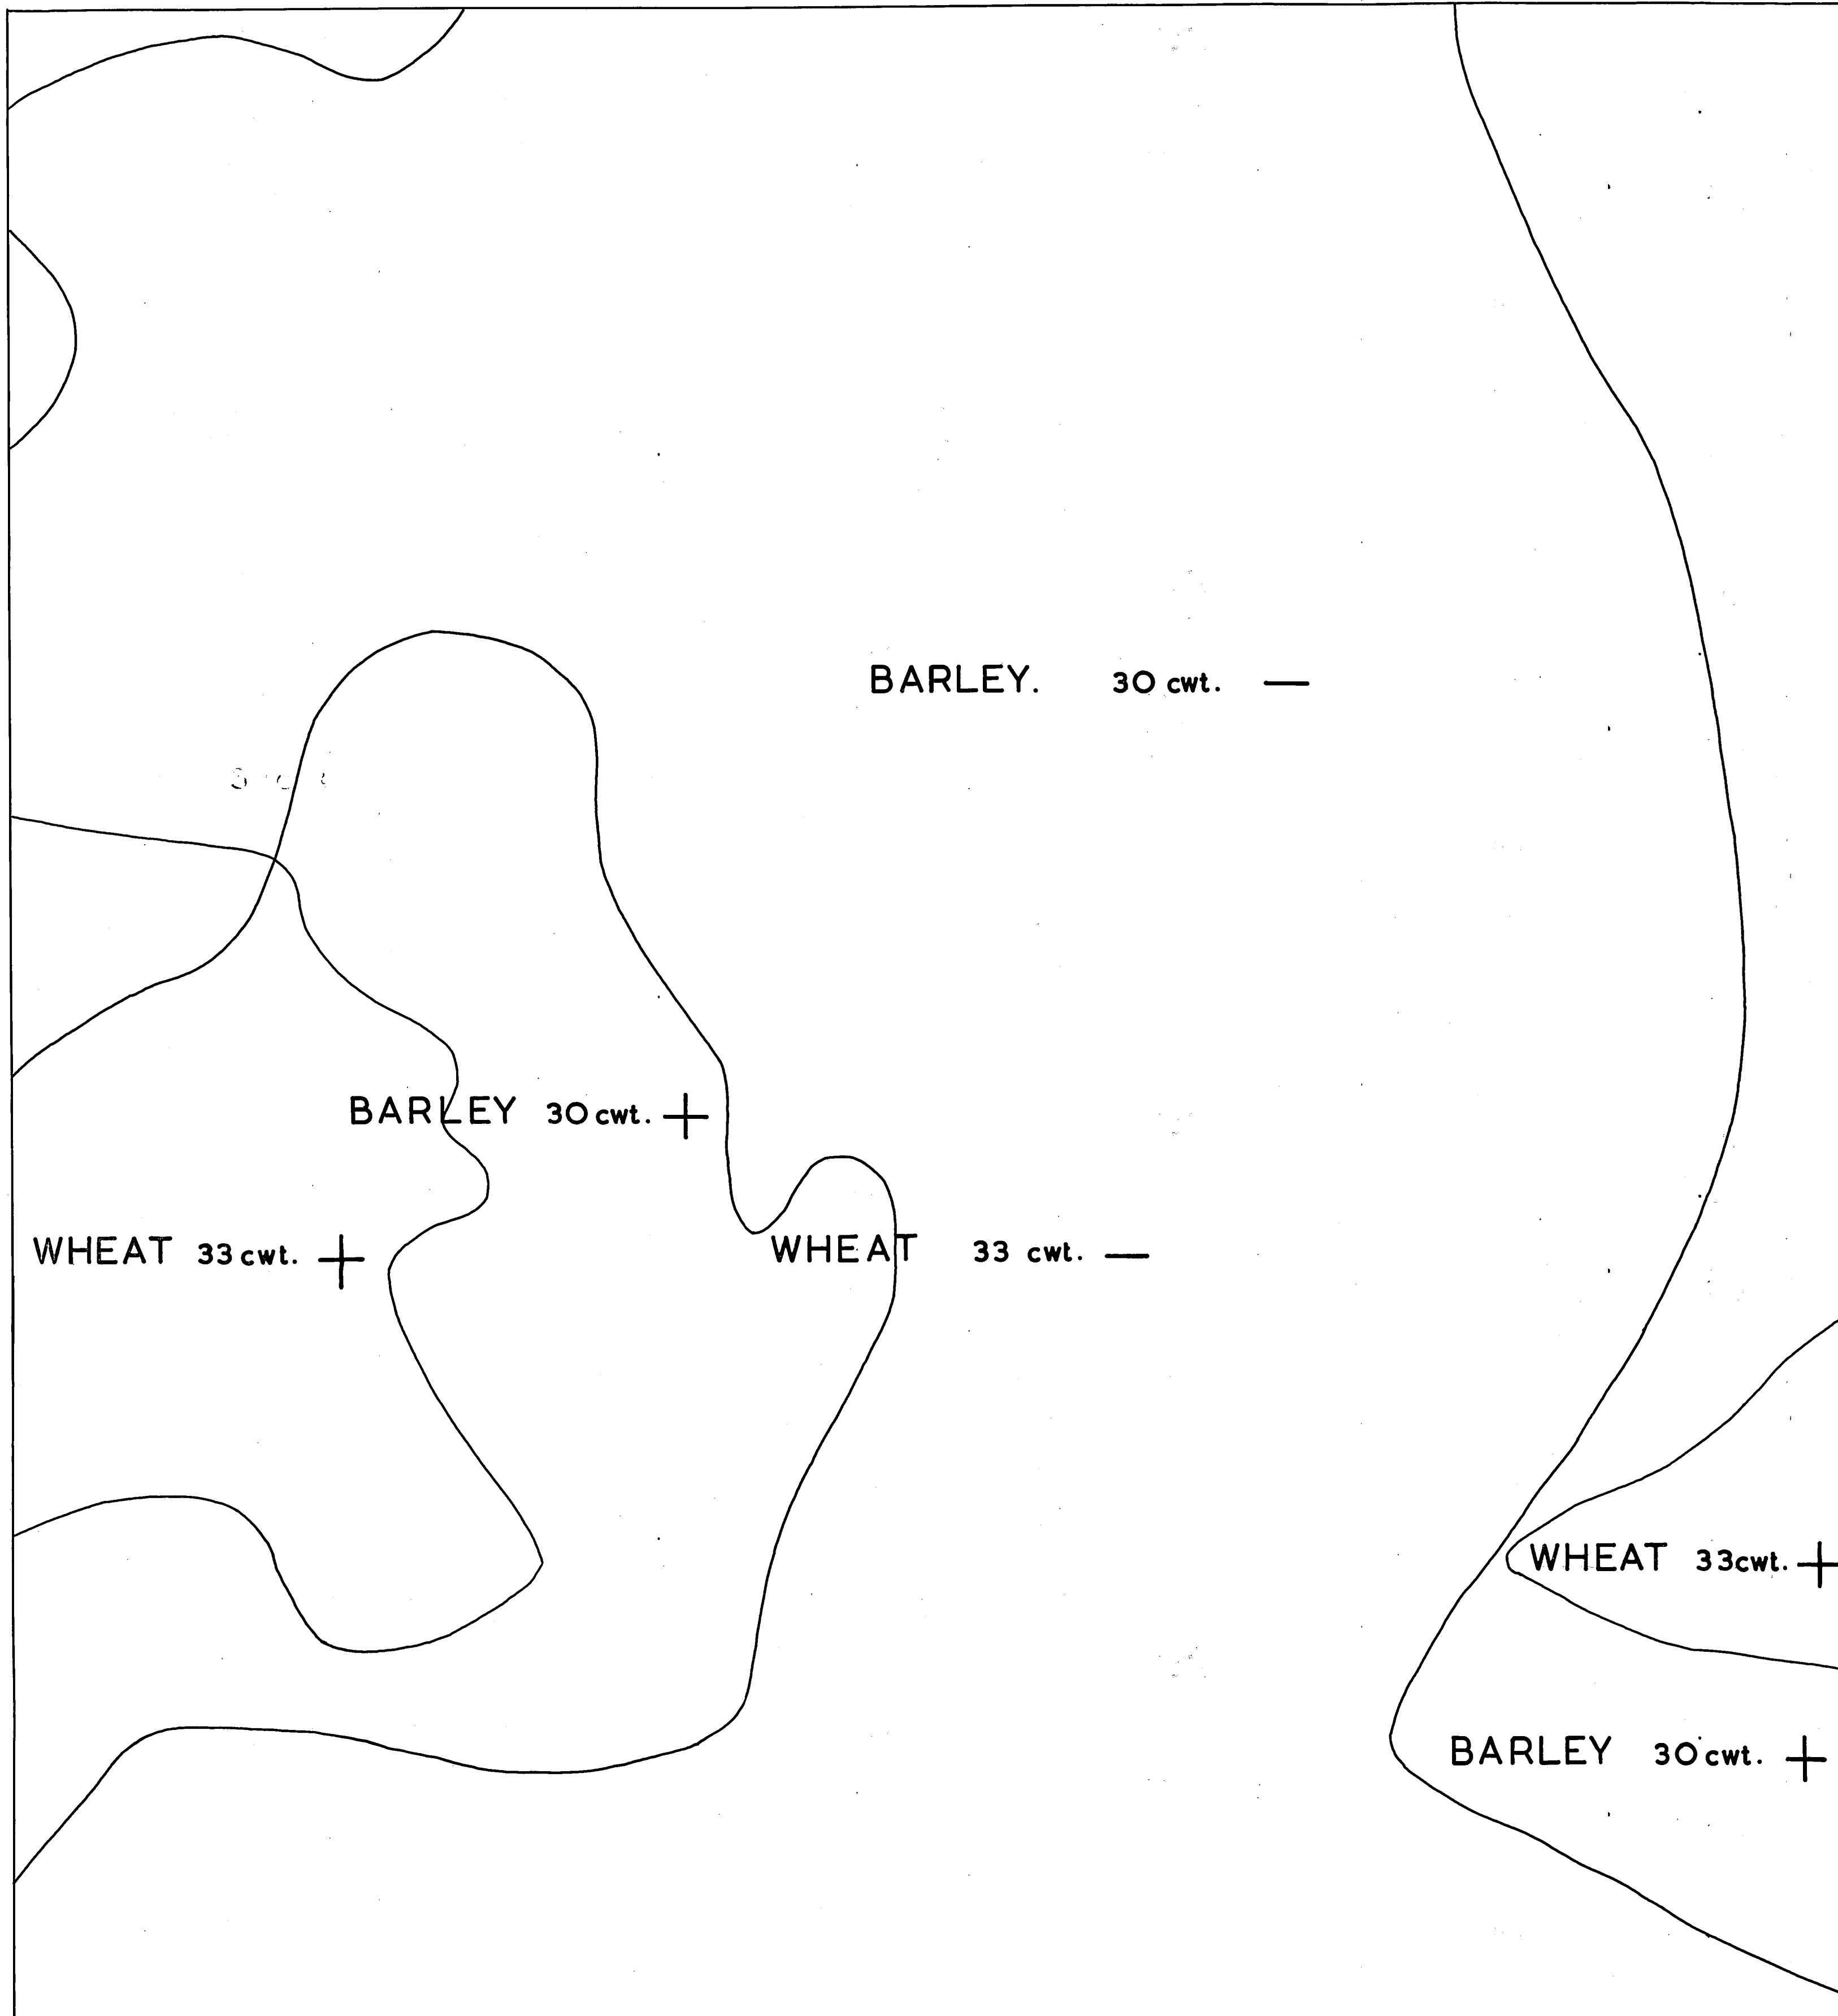 BARLEY. 30 cwt. —
BARLEY 30 cwt. +
WHEAT 33 cwt. +
WHEAT 33 cwt. —
WHEAT 33cwt. +
BARLEY 30 cwt. +